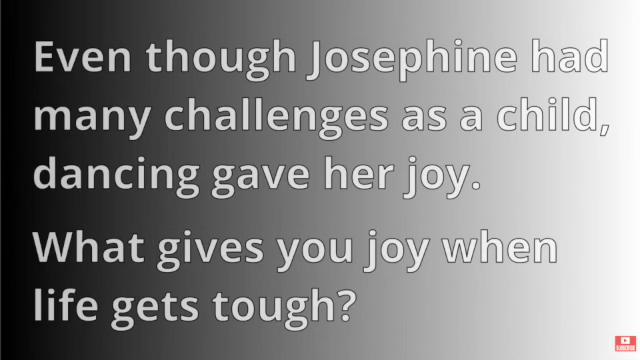 Even though Josephine had
many challenges as a child,
dancing gave her joy.
What gives you joy when
life gets tough?
SUBSCRIBE